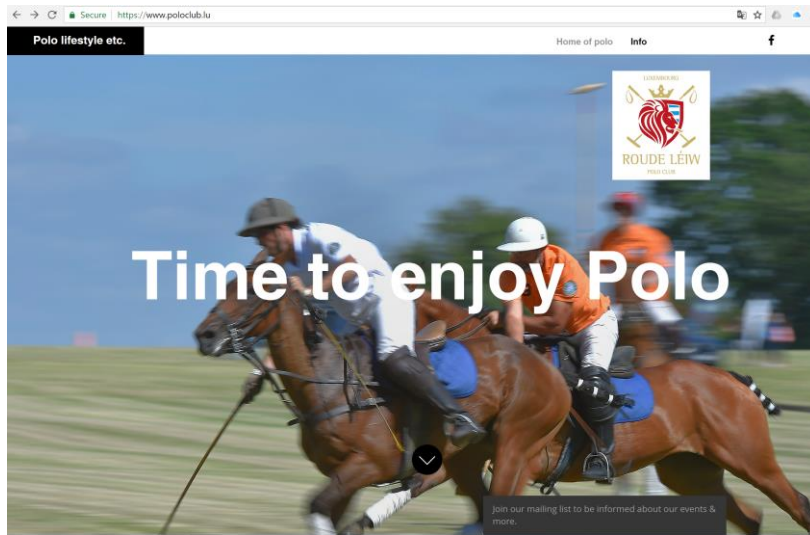 Secure
https://www.poloclub.lu
Polo lifestyle etc.
Home of polo
Info
f
LUXEMBOURG
ROUDE LÉIW
POLO CLUB
Time to enjoy Polo
Join our mailing list to be informed about our events &
more.